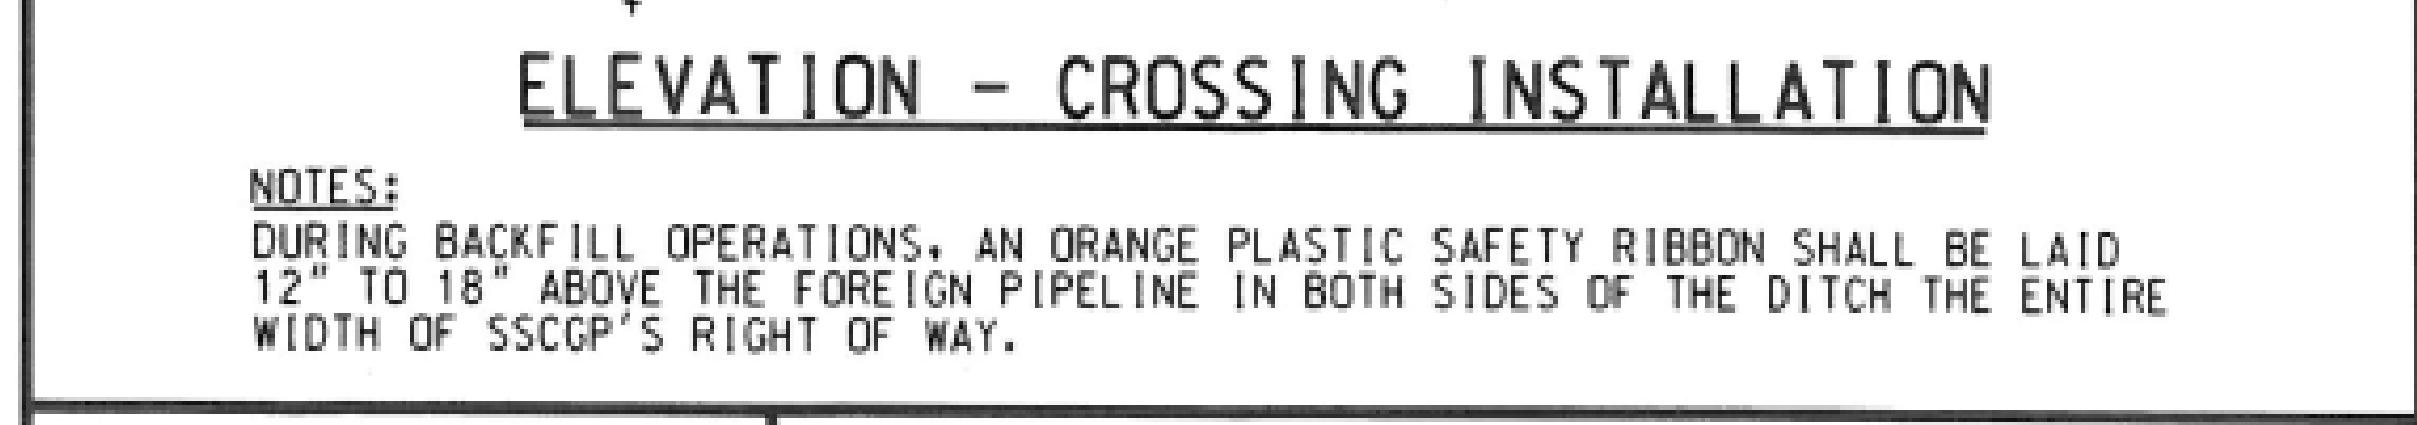 ELEVATION - CROSSING INSTALLATION
NOTES:
DURING BACKFILL OPERATIONS, AN ORANGE PLASTIC SAFETY RIBBON SHALL BE LAID
12" TO 18" ABOVE THE FOREIGN PIPELINE IN BOTH SIDES OF THE DITCH THE ENTIRE
WIDTH OF SSCGP'S RIGHT OF WAY.